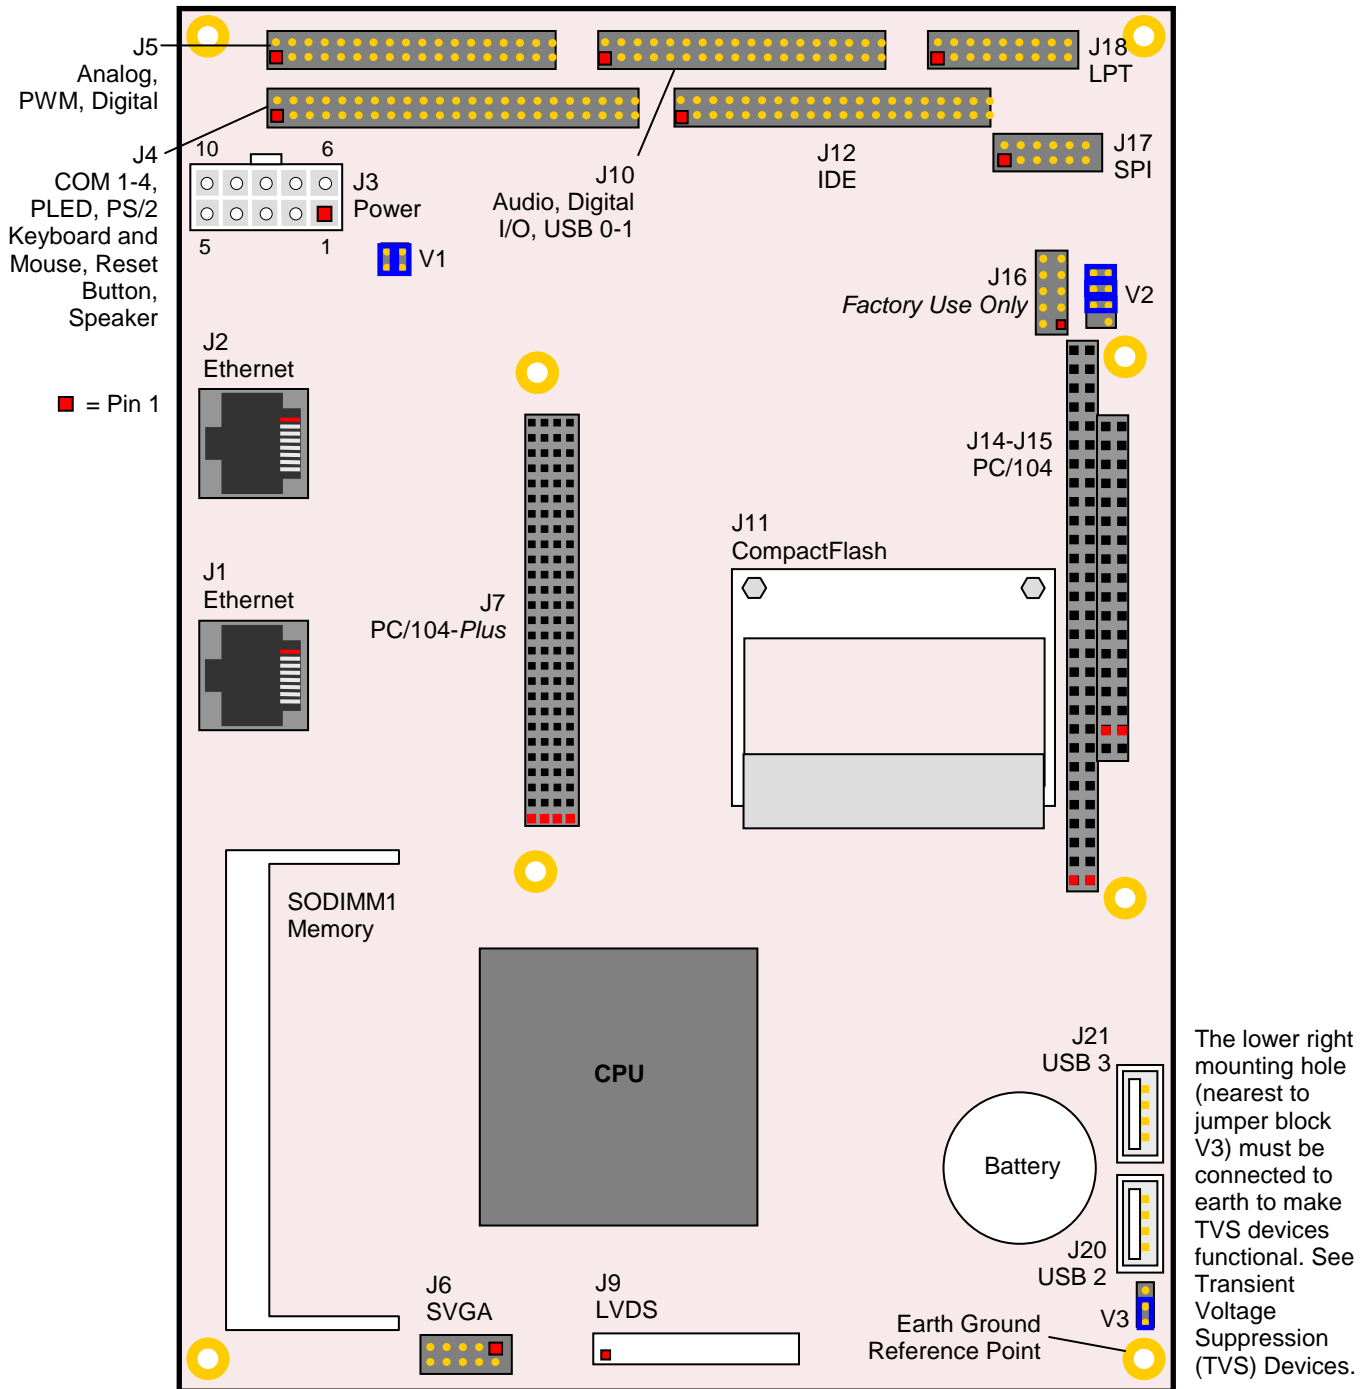 J5
Analog,
PWM, Digital
J4
COM 1-4,
PLED, PS/2
Keyboard and
Mouse, Reset
Button,
Speaker
= Pin 1
10
6
5
1
J3
Power
V1
J10
Audio, Digital
I/O, USB 0-1
J12
IDE
J18
LPT
J17
SPI
J16
Factory Use Only
V2
J2
Ethernet
J14-J15
PC/104
J11
CompactFlash
J1
Ethernet
J7
PC/104-Plus
SODIMM1
Memory
CPU
J21
USB 3
Battery
J20
USB 2
J6
SVGA
J9
LVDS
V3
Earth Ground
Reference Point
The lower right
mounting hole
(nearest to
jumper block
V3) must be
connected to
earth to make
TVS devices
functional. See
Transient
Voltage
Suppression
(TVS) Devices.